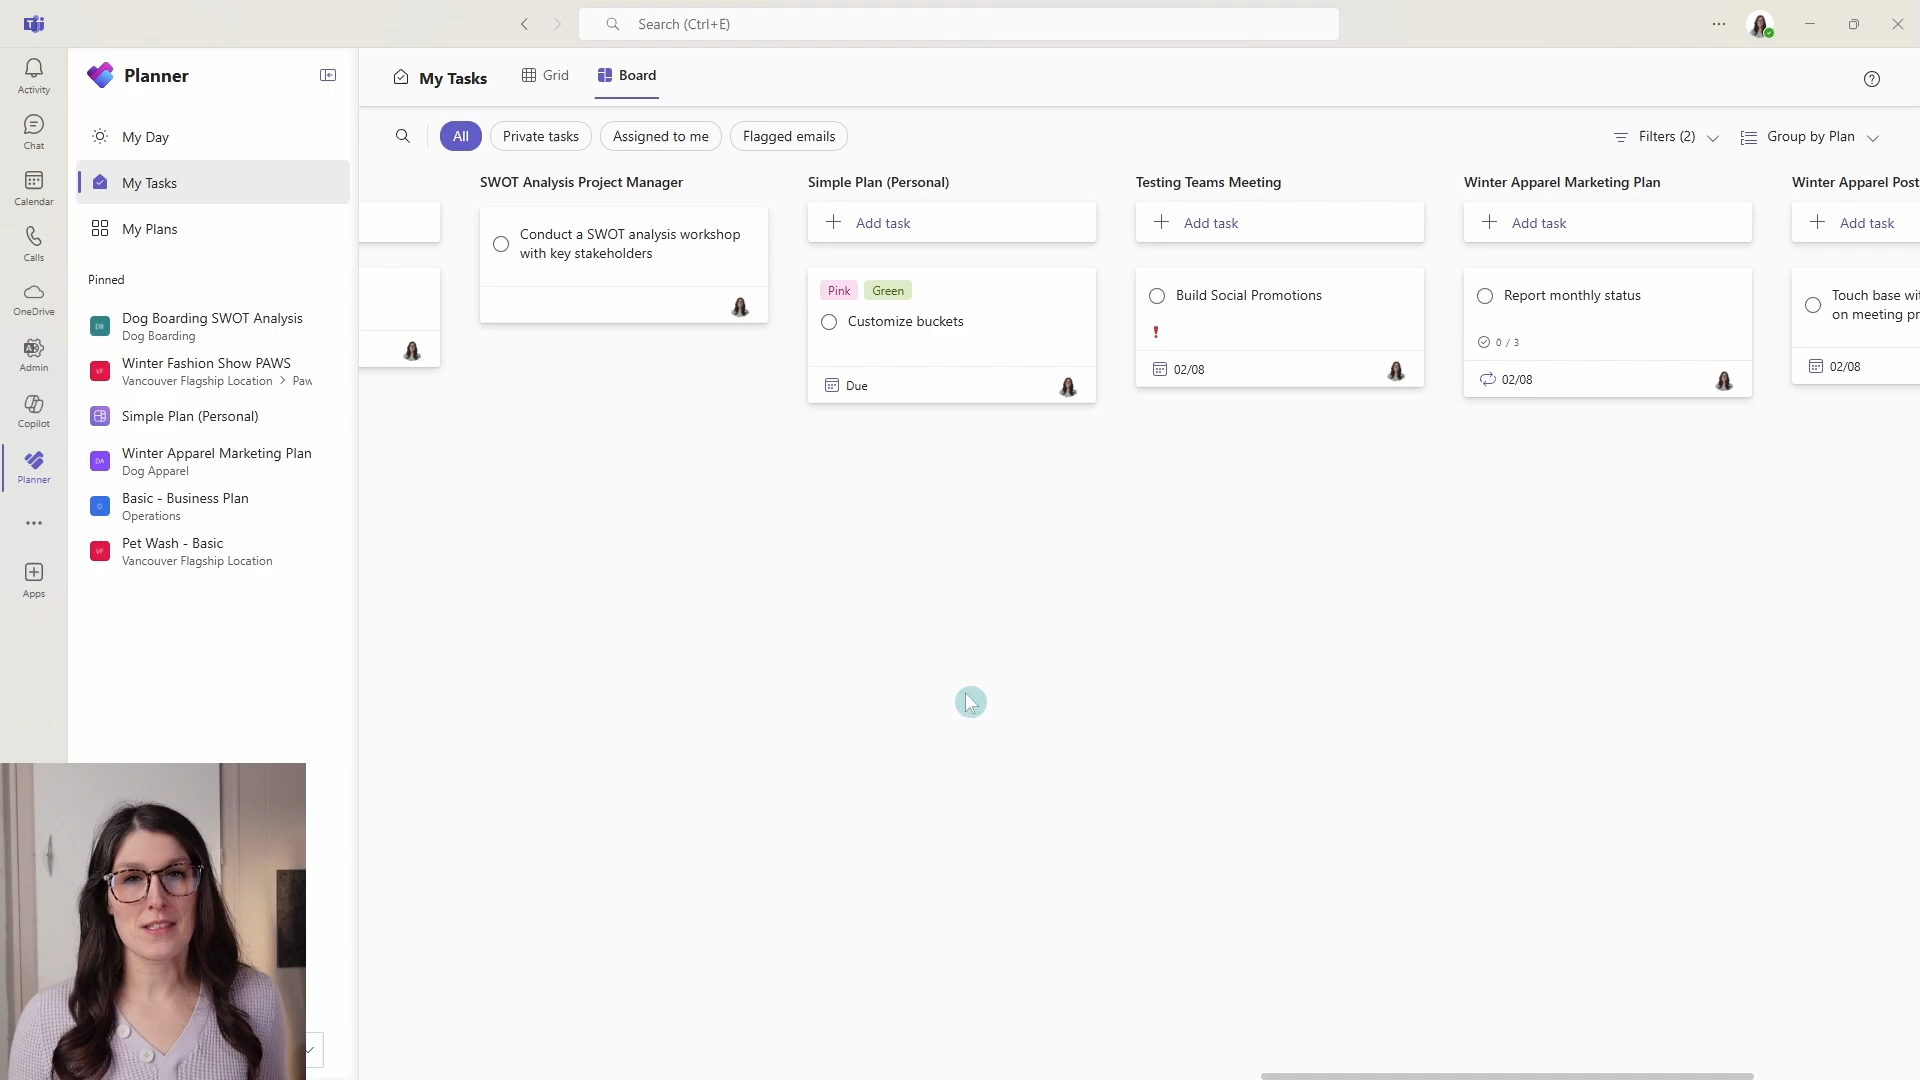 Search (Ctrl+E)
Activity
Chat
Calendar
Calls
OneDrive
Admin
Copilot
Planner
Apps
Planner
My Day
My Tasks
My Plans
Pinned
Dog Boarding SWOT Analysis
Dog Boarding
Winter Fashion Show PAWS
Vancouver Flagship Location > Paw
Simple Plan (Personal)
Winter Apparel Marketing Plan
Dog Apparel
Basic - Business Plan
Operations
Pet Wash - Basic
Vancouver Flagship Location
My Tasks
Grid
Board
All
Private tasks
Assigned to me
Flagged emails
Filters (2)
Group by Plan
SWOT Analysis Project Manager
Conduct a SWOT analysis workshop
with key stakeholders
Simple Plan (Personal)
Add task
Pink Green
Customize buckets
Due
Testing Teams Meeting
Add task
Build Social Promotions
02/08
Winter Apparel Marketing Plan
Add task
Report monthly status
0 / 3
02/08
Winter Apparel Post
Add task
Touch base wit
on meeting pr
02/08